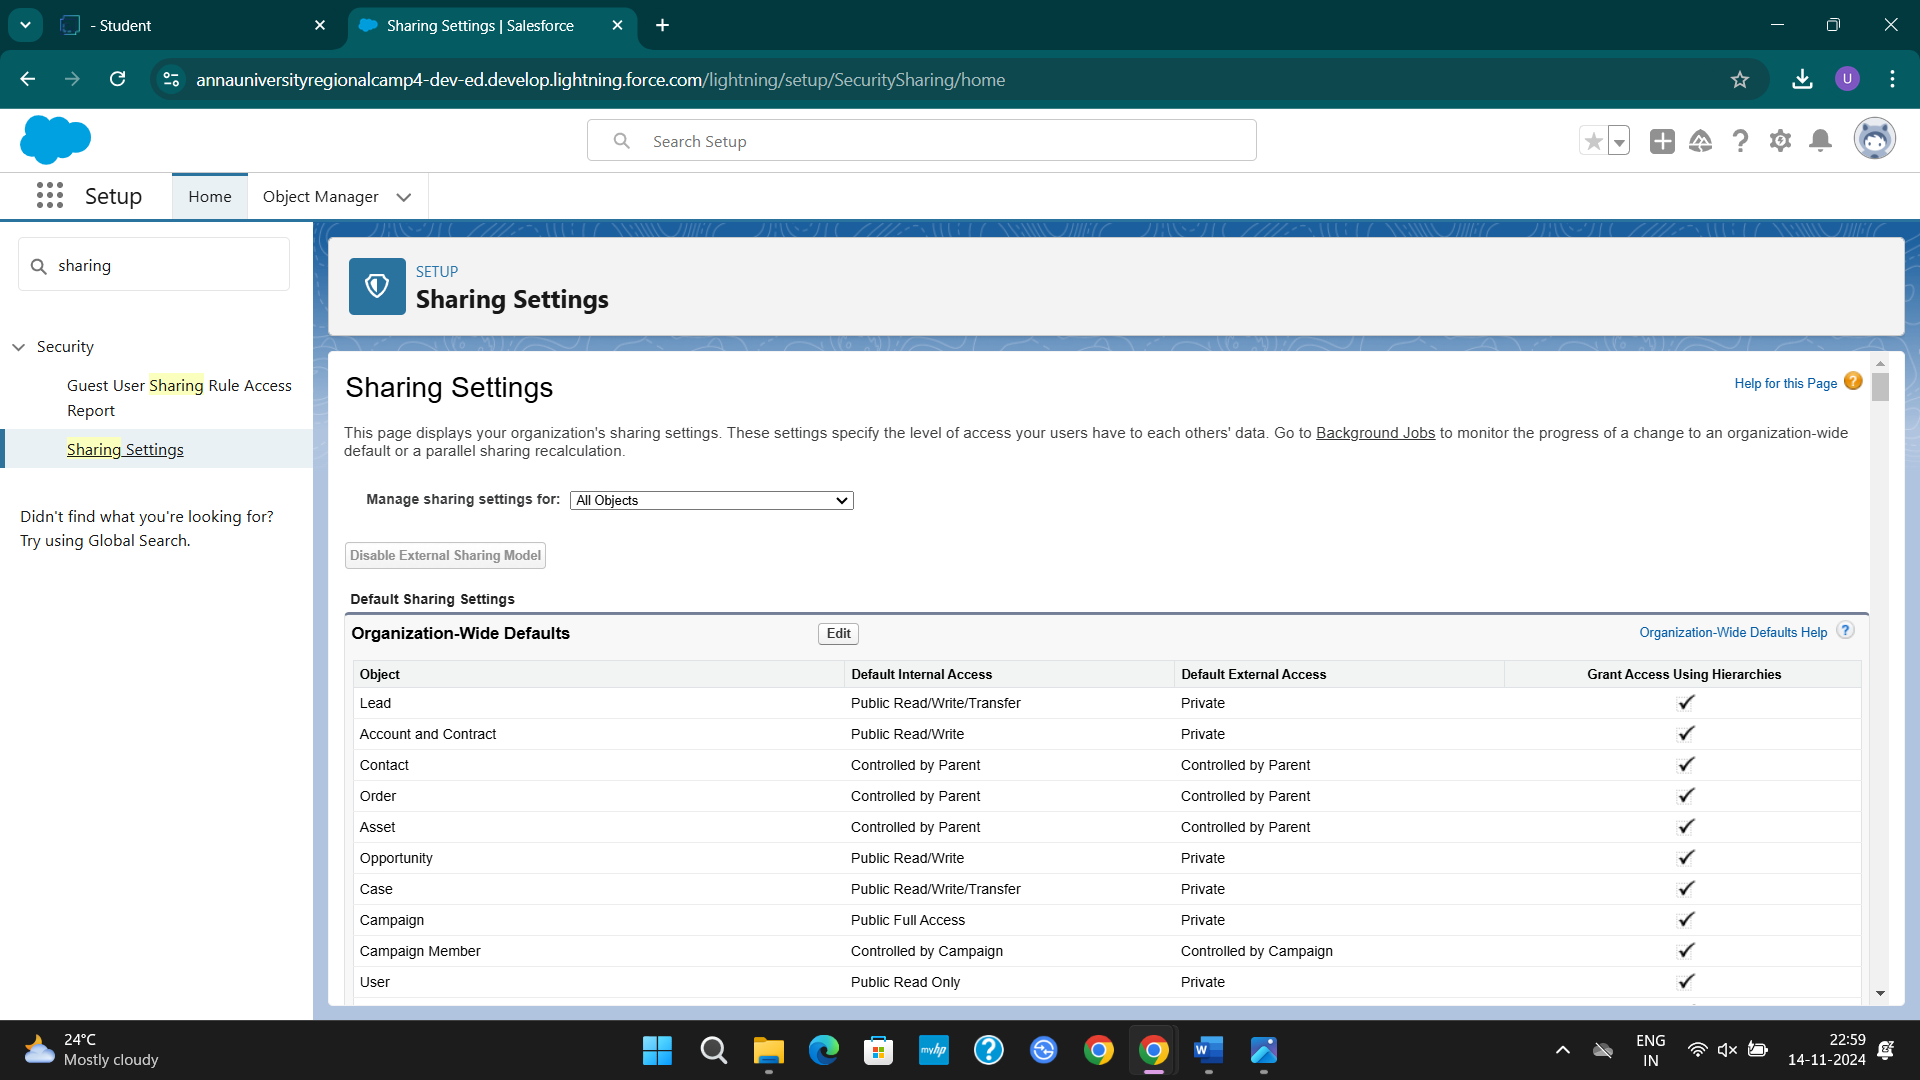 - Student
Sharing Settings | Salesforce
annauniversityregionalcamp4-dev-ed.develop.lightning.force.com/lightning/setup/SecuritySharing/home
U
Search Setup
Setup
Home
Object Manager
sharing
Security
Guest User Sharing Rule Access
Report
Sharing Settings
Didn't find what you're looking for?
Try using Global Search.
SETUP
Sharing Settings
Sharing Settings
Help for this Page ?
This page displays your organization's sharing settings. These settings specify the level of access your users have to each others' data. Go to Background Jobs to monitor the progress of a change to an organization-wide
default or a parallel sharing recalculation.
Manage sharing settings for: All Objects
Disable External Sharing Model
Default Sharing Settings
Organization-Wide Defaults Edit Organization-Wide Defaults Help ?
Object Default Internal Access Default External Access Grant Access Using Hierarchies
Lead Public Read/Write/Transfer Private
Account and Contract Public Read/Write Private
Contact Controlled by Parent Controlled by Parent
Order Controlled by Parent Controlled by Parent
Asset Controlled by Parent Controlled by Parent
Opportunity Public Read/Write Private
Case Public Read/Write/Transfer Private
Campaign Public Full Access Private
Campaign Member Controlled by Campaign Controlled by Campaign
User Public Read Only Private
24°C
Mostly cloudy
myhp
W
ENG
IN
22:59
14-11-2024